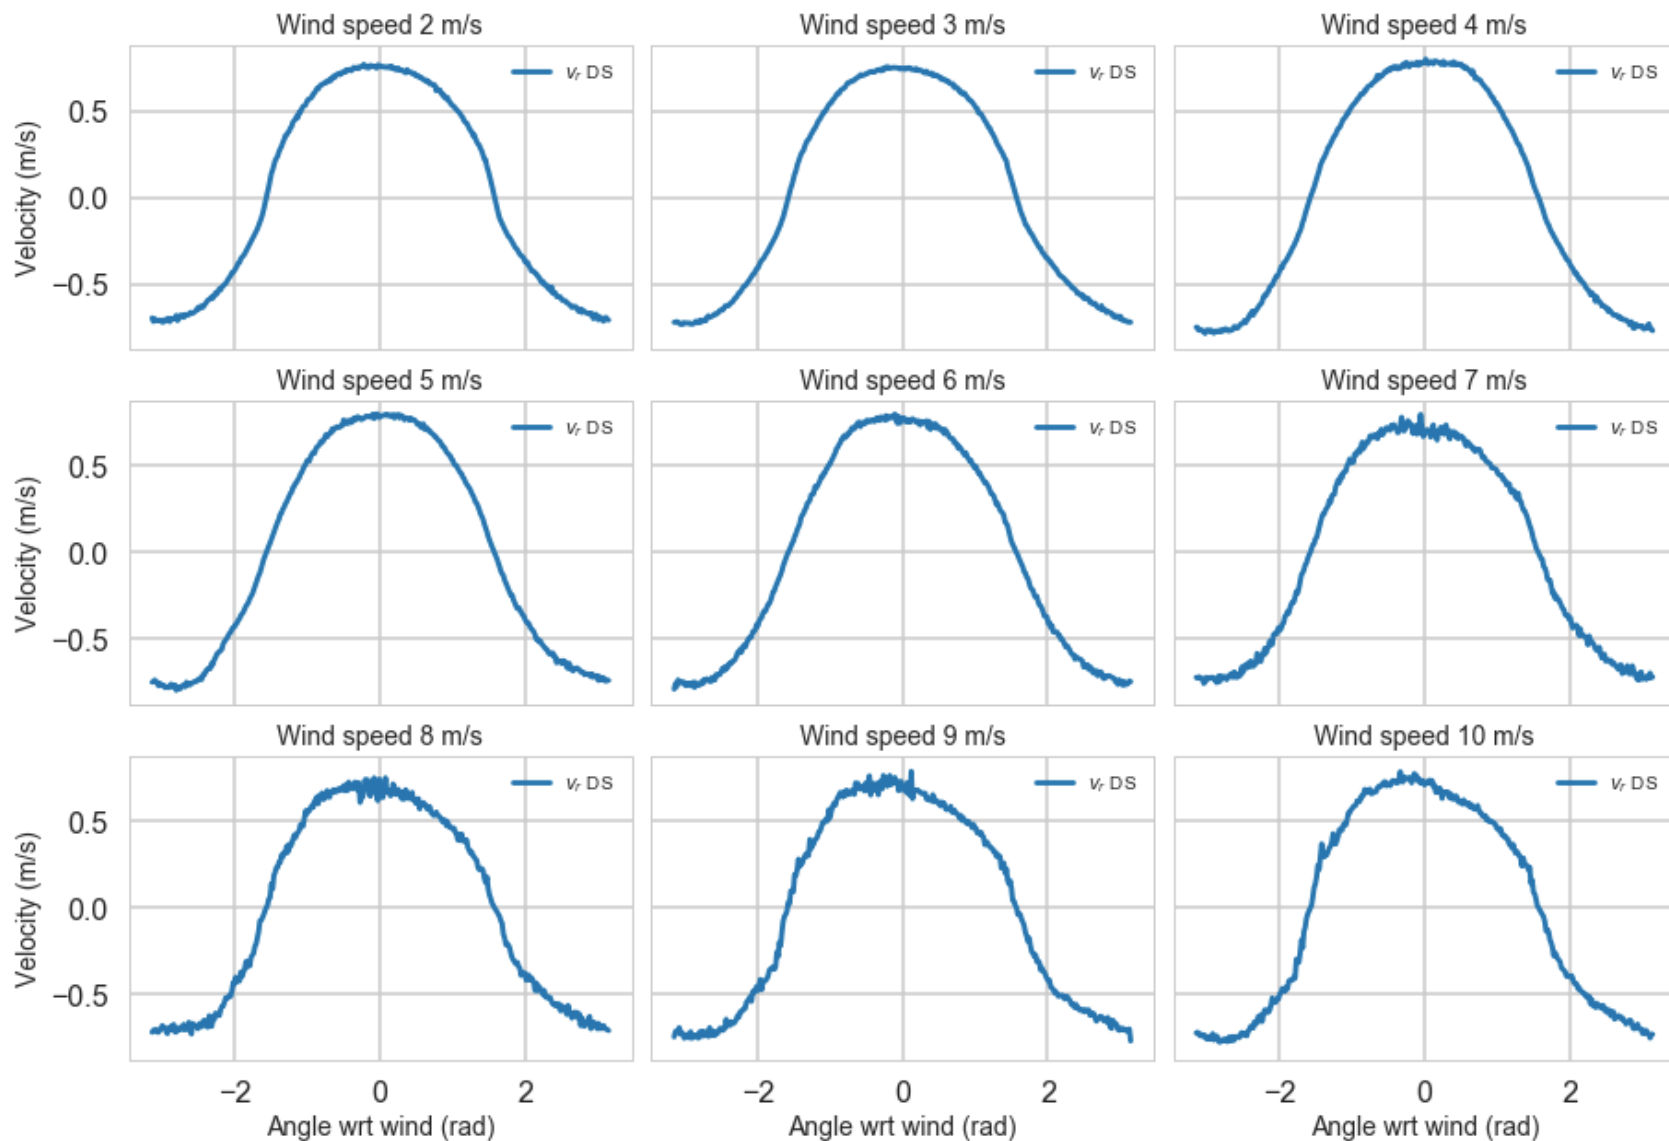 Wind speed 2 m/s
Wind speed 3 m/s
Wind speed 4 m/s
Velocity (m/s)
0.5
0.0
−0.5
v_r DS
v_r DS
v_r DS
Wind speed 5 m/s
Wind speed 6 m/s
Wind speed 7 m/s
Velocity (m/s)
0.5
0.0
−0.5
v_r DS
v_r DS
v_r DS
Wind speed 8 m/s
Wind speed 9 m/s
Wind speed 10 m/s
Velocity (m/s)
0.5
0.0
−0.5
v_r DS
v_r DS
v_r DS
−2 0 2
−2 0 2
−2 0 2
Angle wrt wind (rad)
Angle wrt wind (rad)
Angle wrt wind (rad)